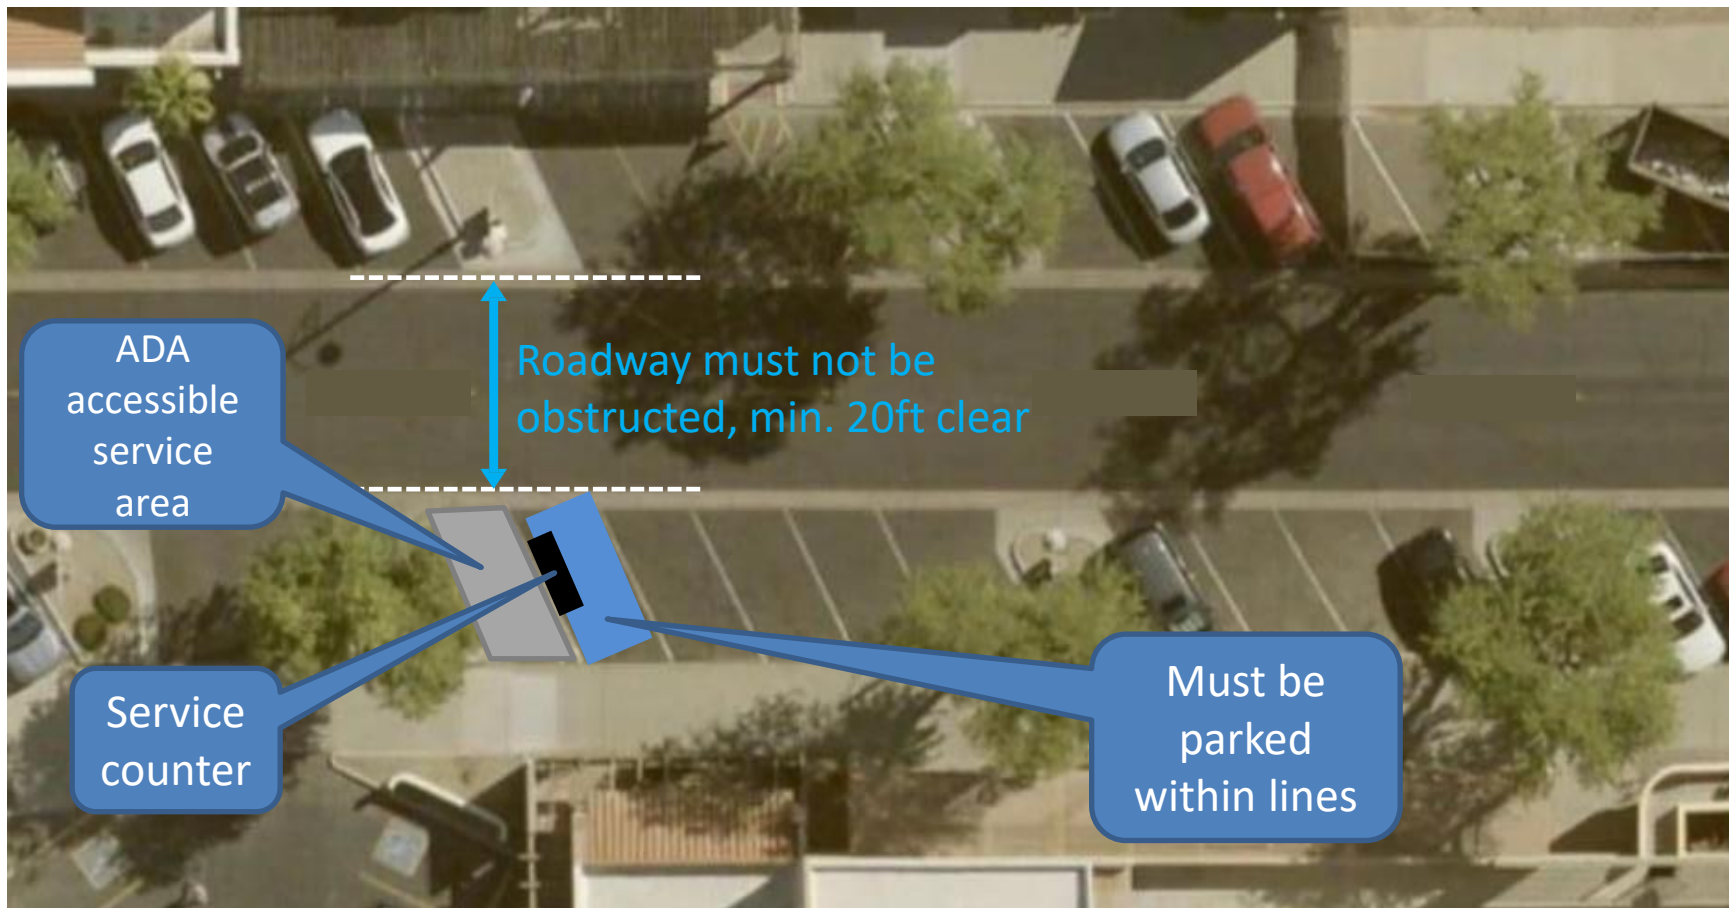 ADA
accessible
service
area
Roadway must not be
obstructed, min. 20ft clear
Service
counter
Must be
parked
within lines